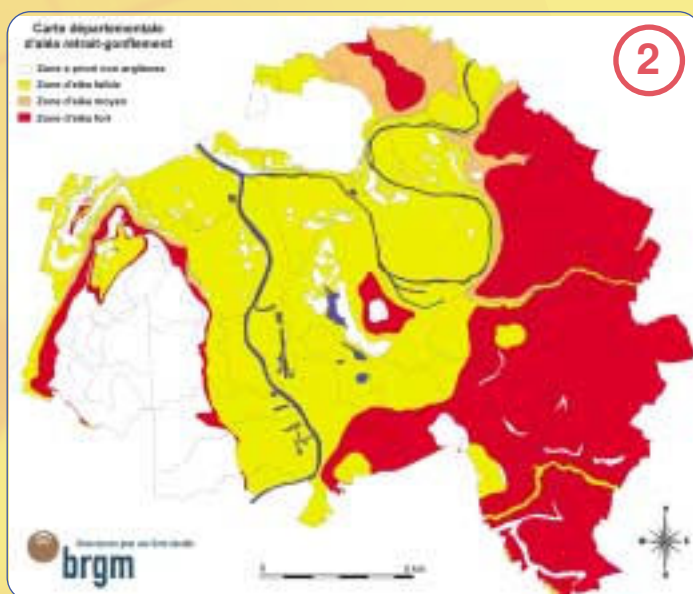 Carte départementale
d'aléa retrait-gonflement
Zone a priori non argileuse
Zone d'aléa faible
Zone d'aléa moyen
Zone d'aléa fort
2
brgm